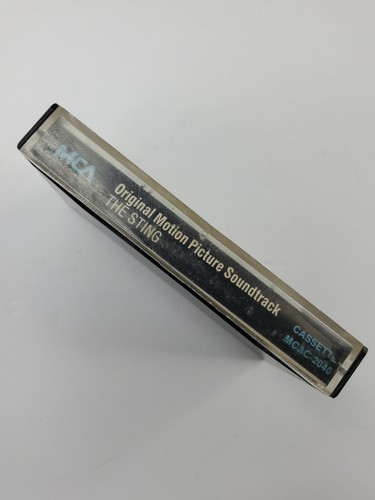 MCA
Original Motion Picture Soundtrack
THE STING
CASSETTE
MCAC-2040